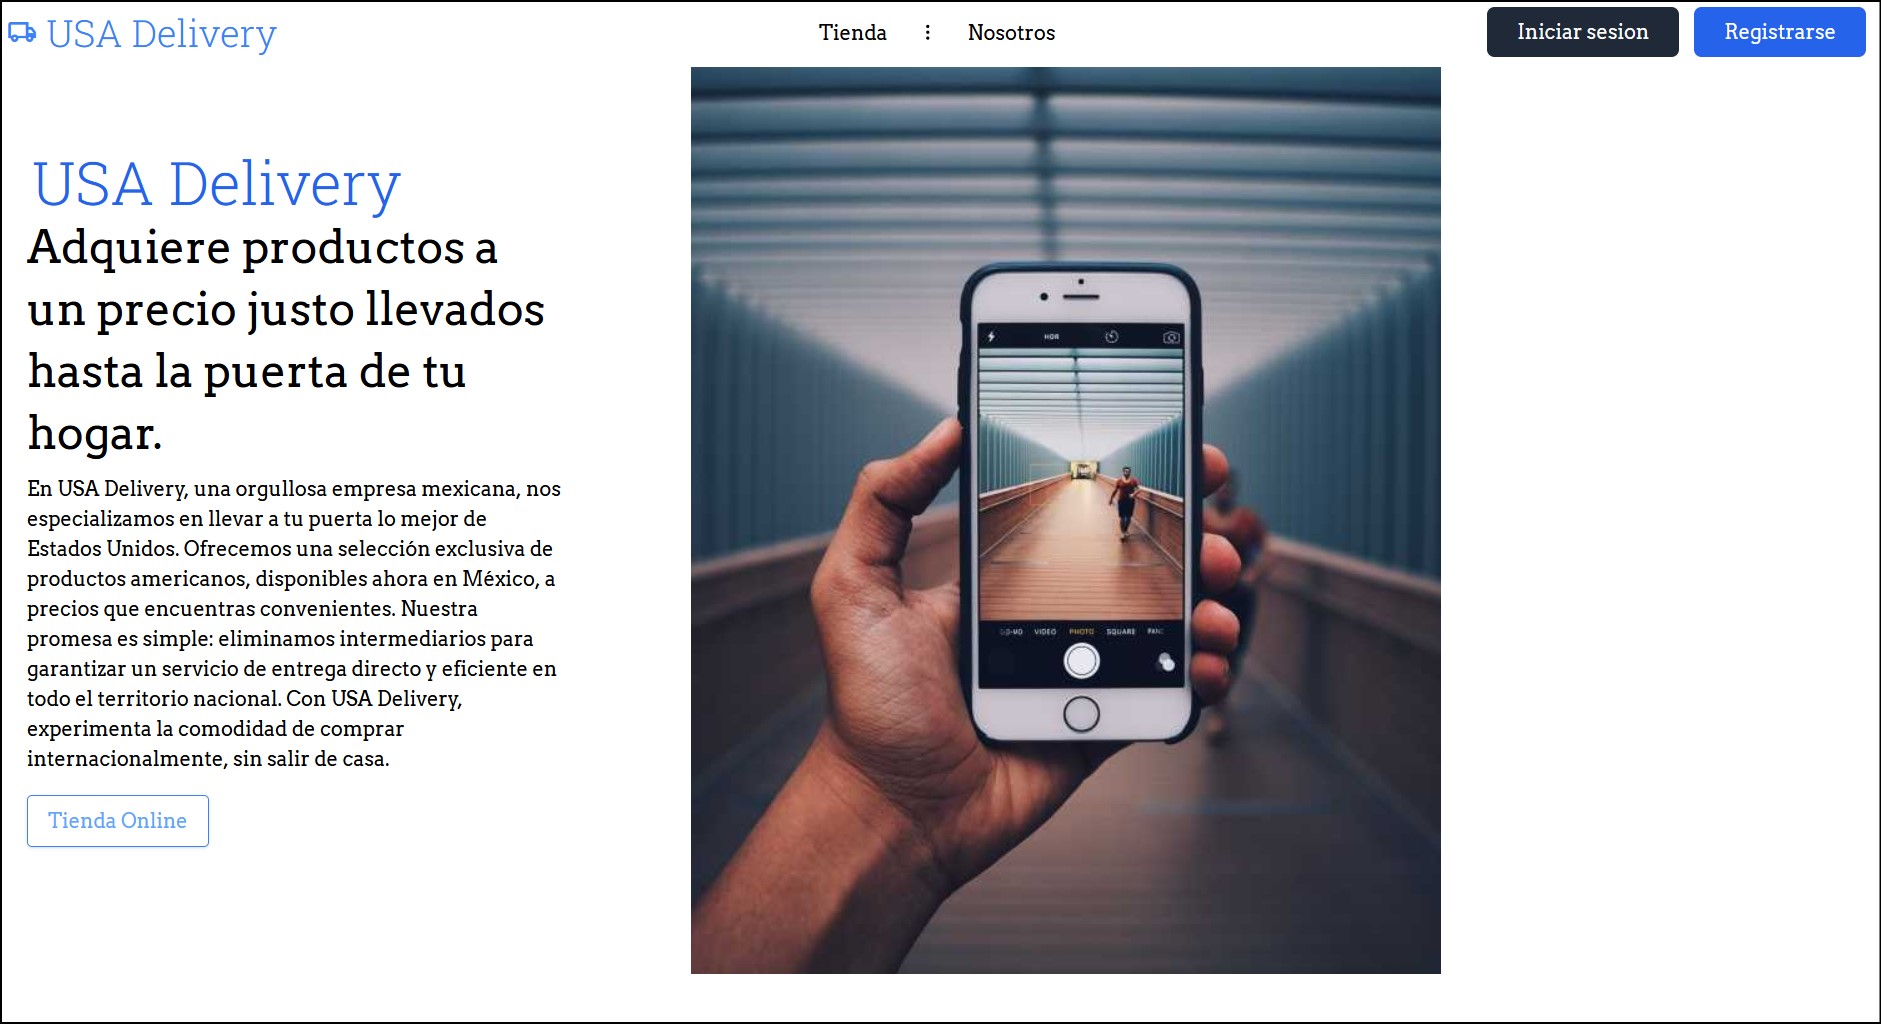 USA Delivery
Tienda
Nosotros
Iniciar sesion
Registrarse
USA Delivery
Adquiere productos a
un precio justo llevados
hasta la puerta de tu
hogar.
En USA Delivery, una orgullosa empresa mexicana, nos
especializamos en llevar a tu puerta lo mejor de
Estados Unidos. Ofrecemos una selección exclusiva de
productos americanos, disponibles ahora en México, a
precios que encuentras convenientes. Nuestra
promesa es simple: eliminamos intermediarios para
garantizar un servicio de entrega directo y eficiente en
todo el territorio nacional. Con USA Delivery,
experimenta la comodidad de comprar
internacionalmente, sin salir de casa.
Tienda Online
HDR
VIDEO PHOTO SQUARE